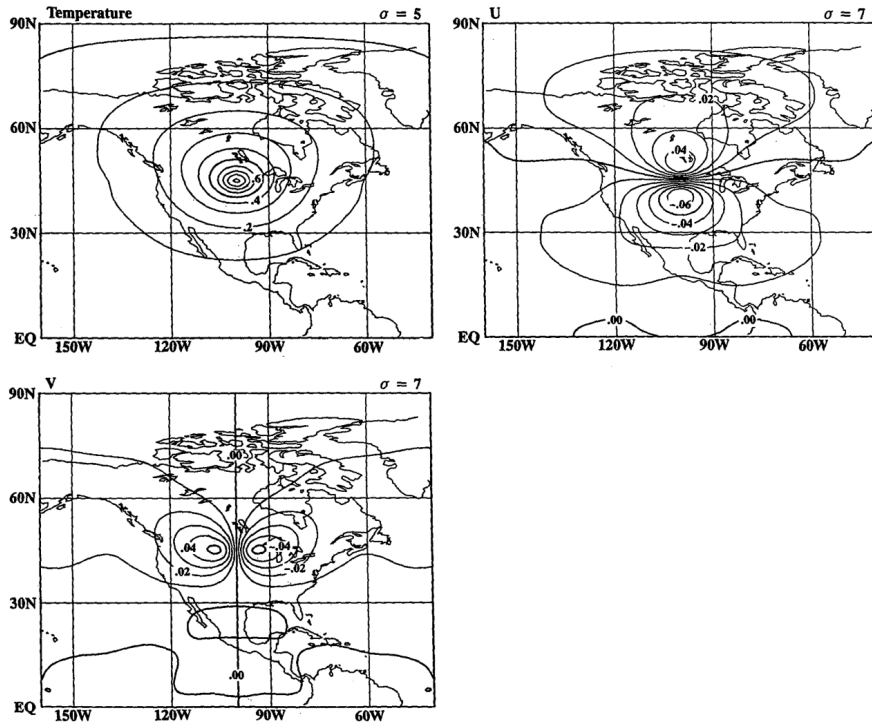 Temperature σ = 5
90N
60N
30N
EQ
.6
.4
.2
150W 120W 90W 60W
U σ = 7
90N
60N
30N
EQ
.02
.04
-.06
-.04
-.02
.00 .00
150W 120W 90W 60W
V σ = 7
90N
60N
30N
EQ
.00
.04 -.04
.02 -.02
.00
150W 120W 90W 60W